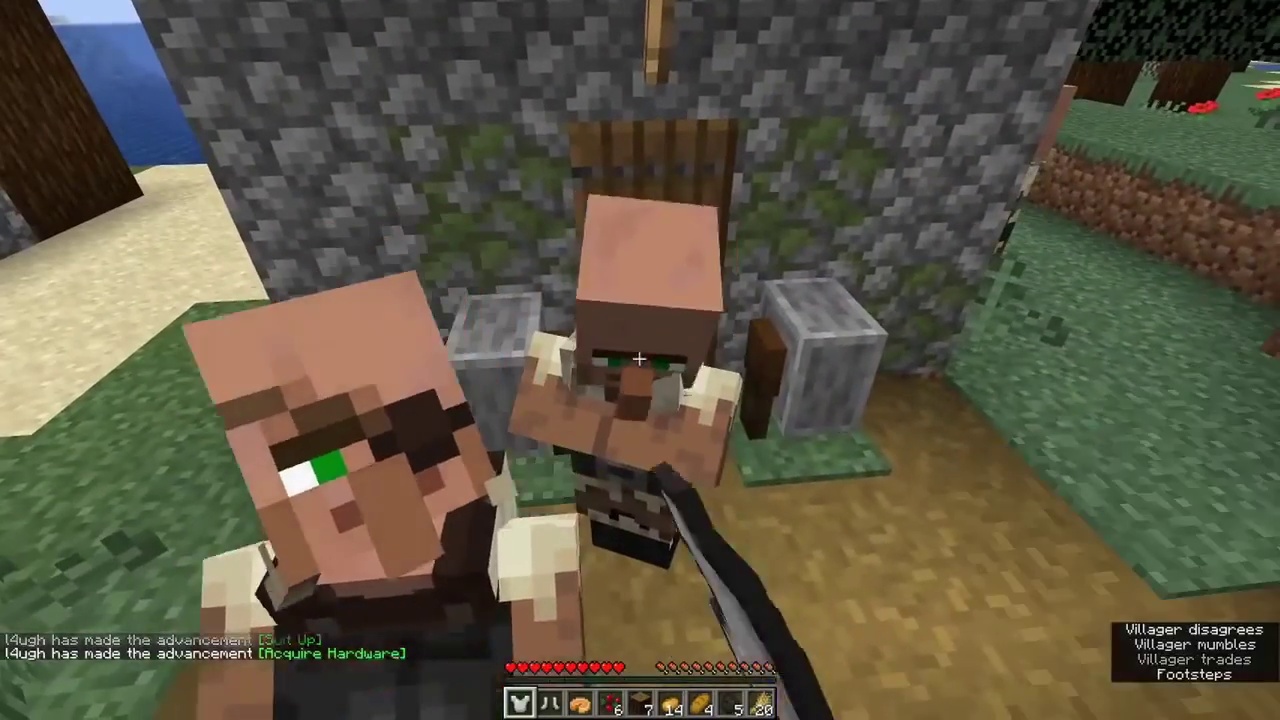 l4ugh has made the advancement [Suit Up]
l4ugh has made the advancement [Acquire Hardware]
Villager disagrees
Villager mumbles
Villager trades
Footsteps
6 7 14 4 5 20